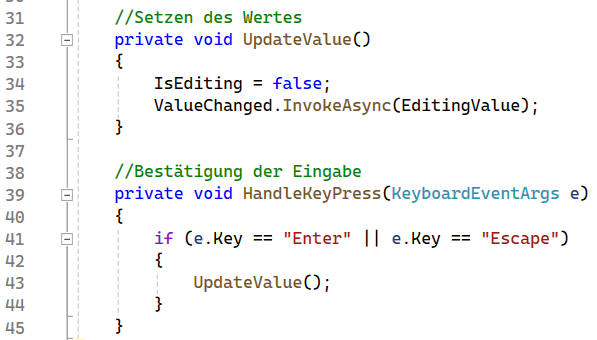 31 //Setzen des Wertes
32 private void UpdateValue()
33 {
34 IsEditing = false;
35 ValueChanged.InvokeAsync(EditingValue);
36 }
37
38 //Bestätigung der Eingabe
39 private void HandleKeyPress(KeyboardEventArgs e)
40 {
41 if (e.Key == "Enter" || e.Key == "Escape")
42 {
43 UpdateValue();
44 }
45 }